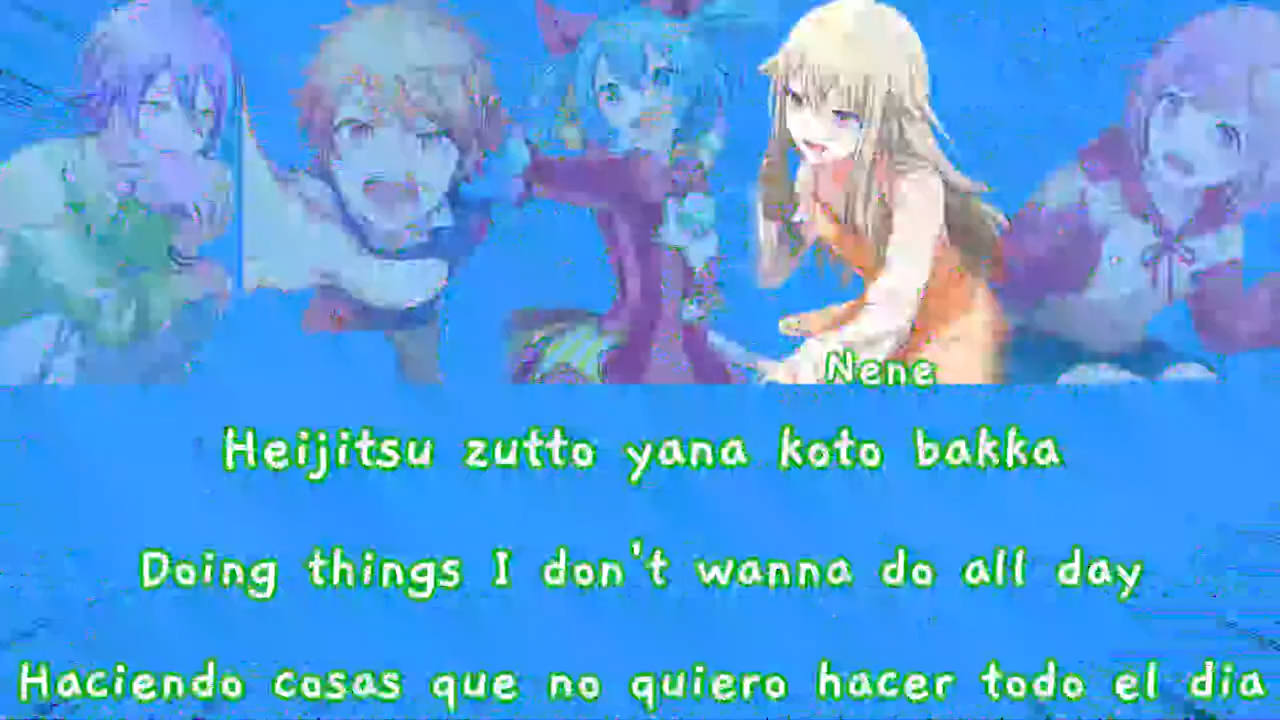 Nene
Heijitsu zutto yana koto bakka
Doing things I don't wanna do all day
Haciendo cosas que no quiero hacer todo el dia